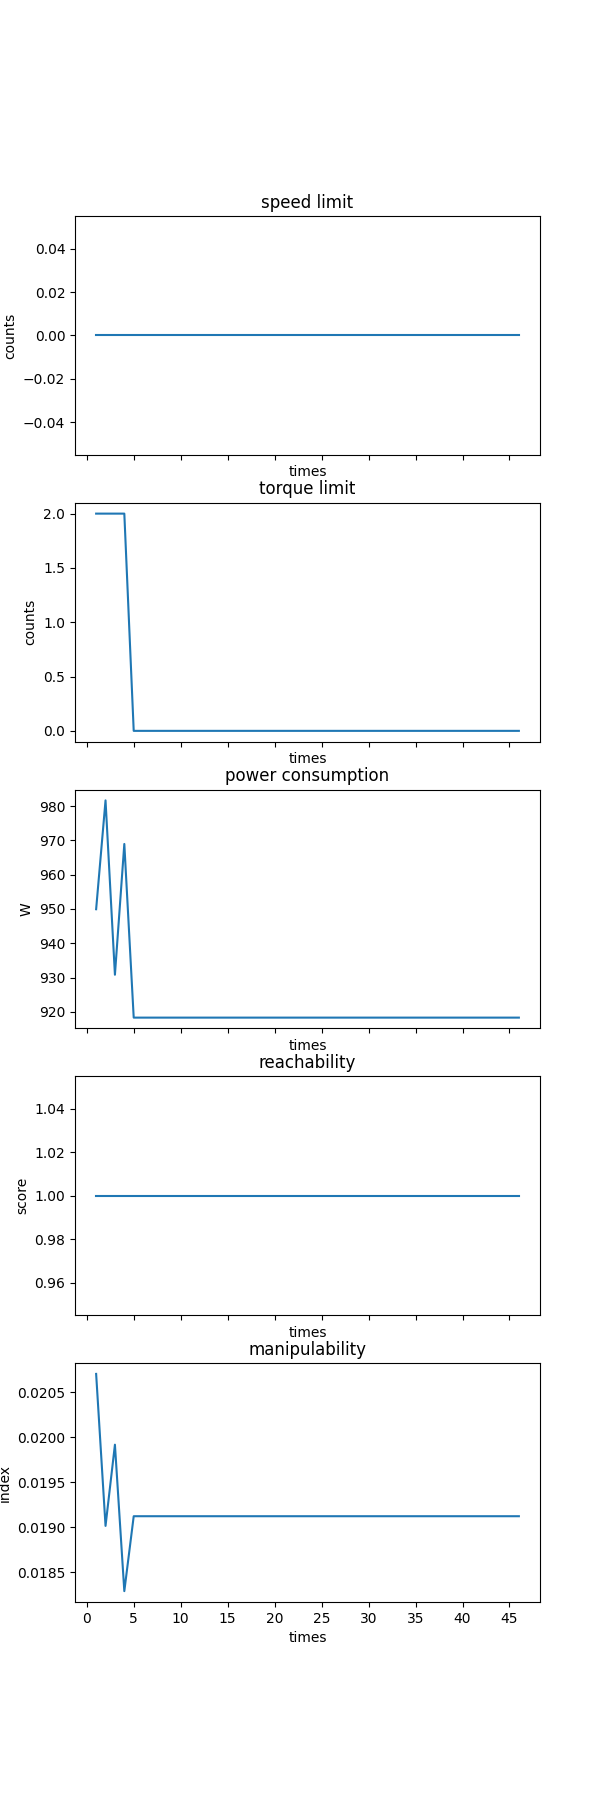 speed limit
0.04
0.02
0.00
−0.02
−0.04
counts
times
torque limit
2.0
1.5
1.0
0.5
0.0
counts
times
power consumption
980
970
960
950
940
930
920
W
times
reachability
1.04
1.02
1.00
0.98
0.96
score
times
manipulability
0.0205
0.0200
0.0195
0.0190
0.0185
index
0 5 10 15 20 25 30 35 40 45
times